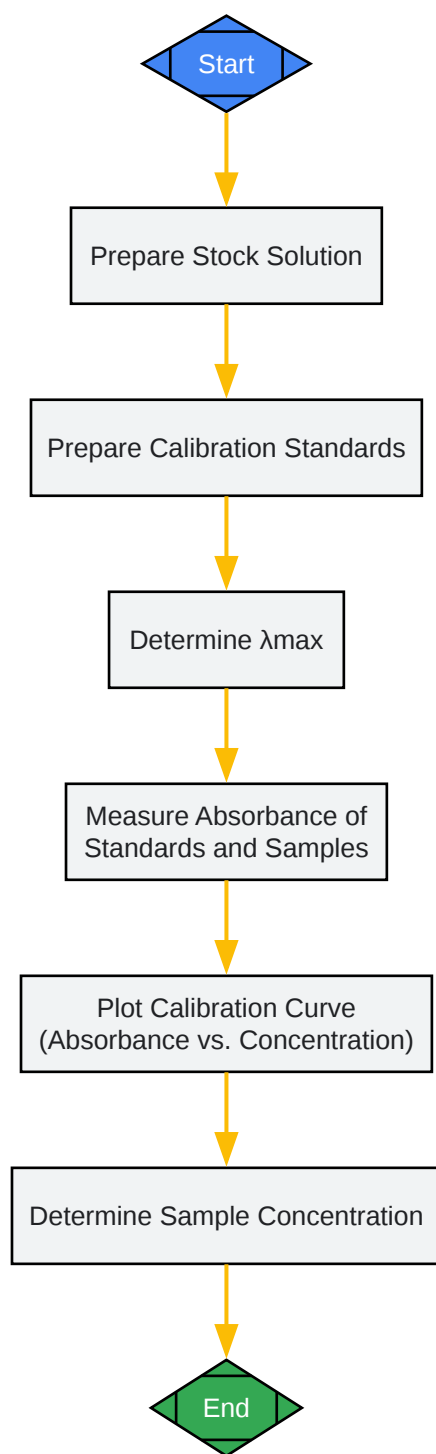 Start
Prepare Stock Solution
Prepare Calibration Standards
Determine λmax
Measure Absorbance of
Standards and Samples
Plot Calibration Curve
(Absorbance vs. Concentration)
Determine Sample Concentration
End